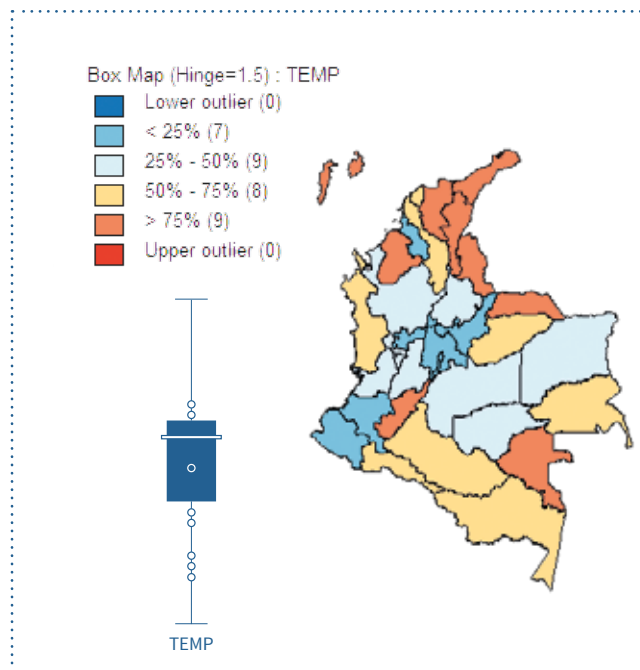 Box Map (Hinge=1.5) : TEMP
Lower outlier (0)
< 25% (7)
25% - 50% (9)
50% - 75% (8)
> 75% (9)
Upper outlier (0)
TEMP